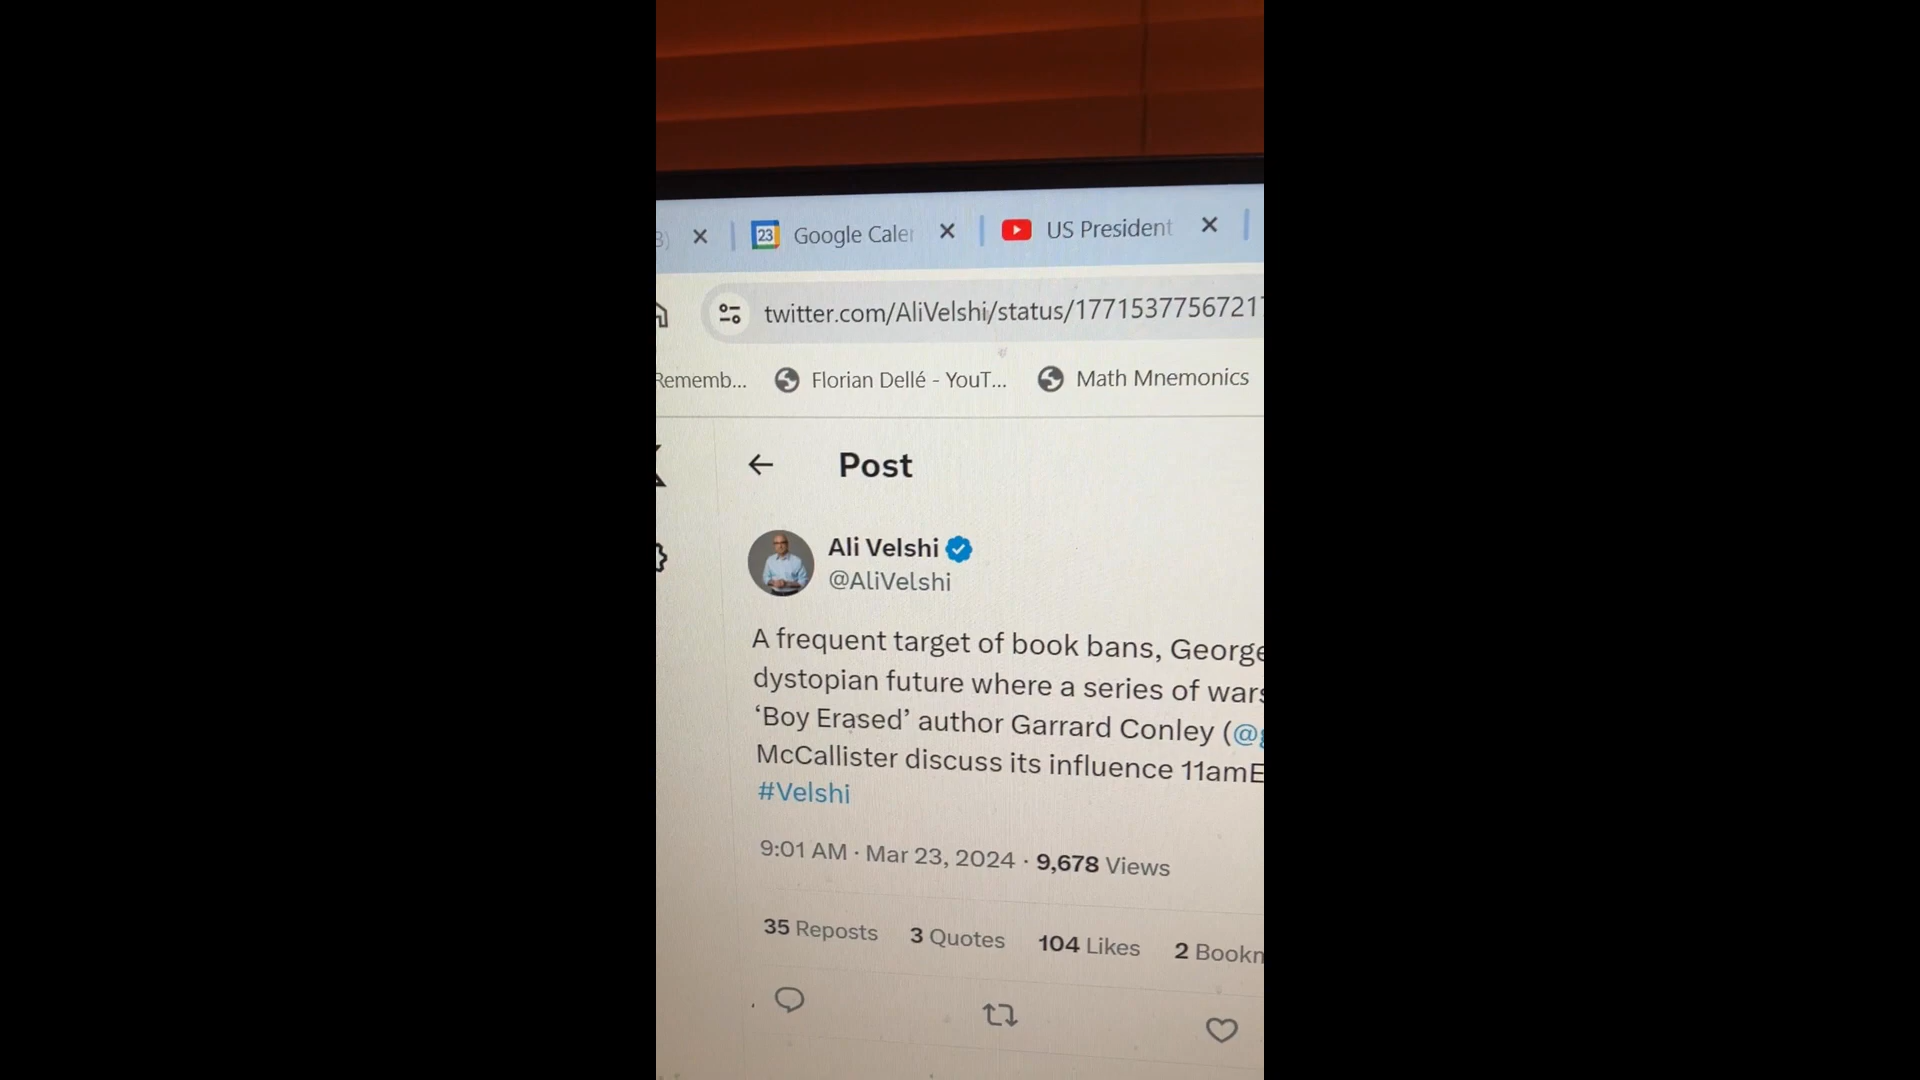 23 Google Caler US President
twitter.com/AliVelshi/status/17715377567217
Rememb... Florian Dellé - YouT... Math Mnemonics
Post
Ali Velshi
@AliVelshi
A frequent target of book bans, George
dystopian future where a series of wars
‘Boy Erased’ author Garrard Conley (@g
McCallister discuss its influence 11amE
#Velshi
9:01 AM · Mar 23, 2024 · 9,678 Views
35 Reposts 3 Quotes 104 Likes 2 Bookn